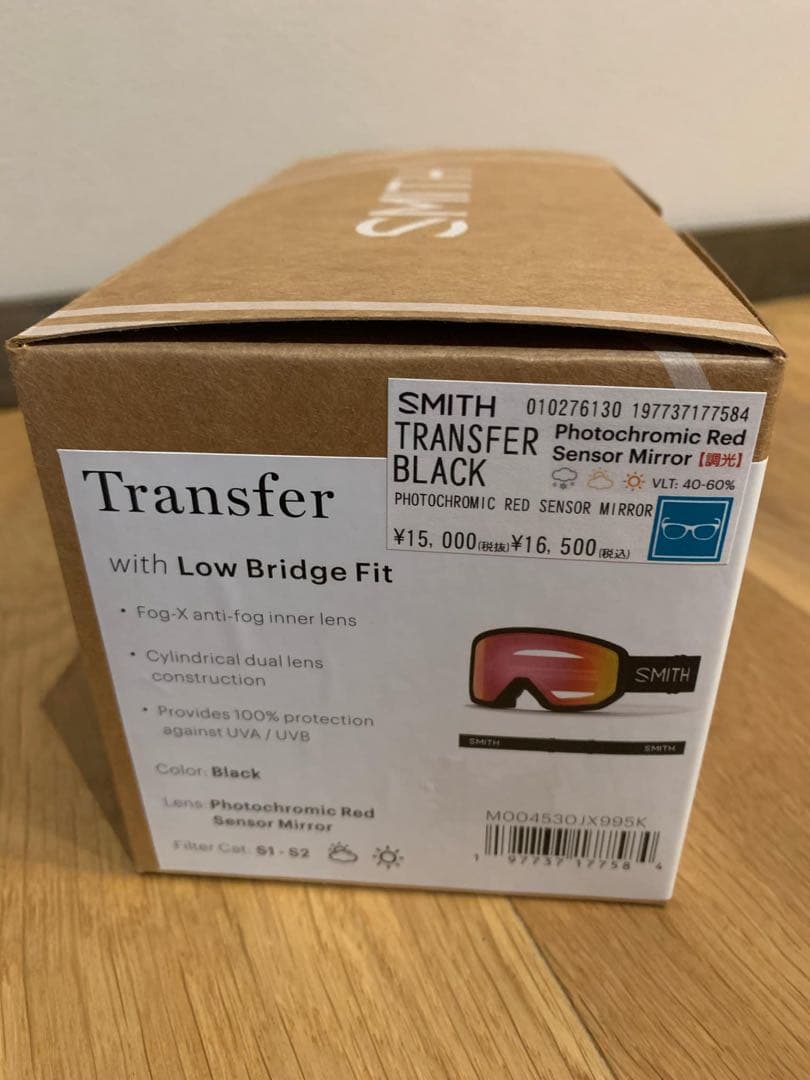 SMITH
SMITH 010276130 197737177584
TRANSFER
BLACK
Photochromic Red
Sensor Mirror【調光】
VLT: 40-60%
PHOTOCHROMIC RED SENSOR MIRROR
¥15,000(税抜)¥16,500(税込)
Transfer
with Low Bridge Fit
• Fog-X anti-fog inner lens
• Cylindrical dual lens
construction
• Provides 100% protection
against UVA / UVB
Color: Black
Lens: Photochromic Red
Sensor Mirror
Filter Cat: S1 - S2
SMITH
SMITH SMITH
M004530JX995K
1 97737 17758 4